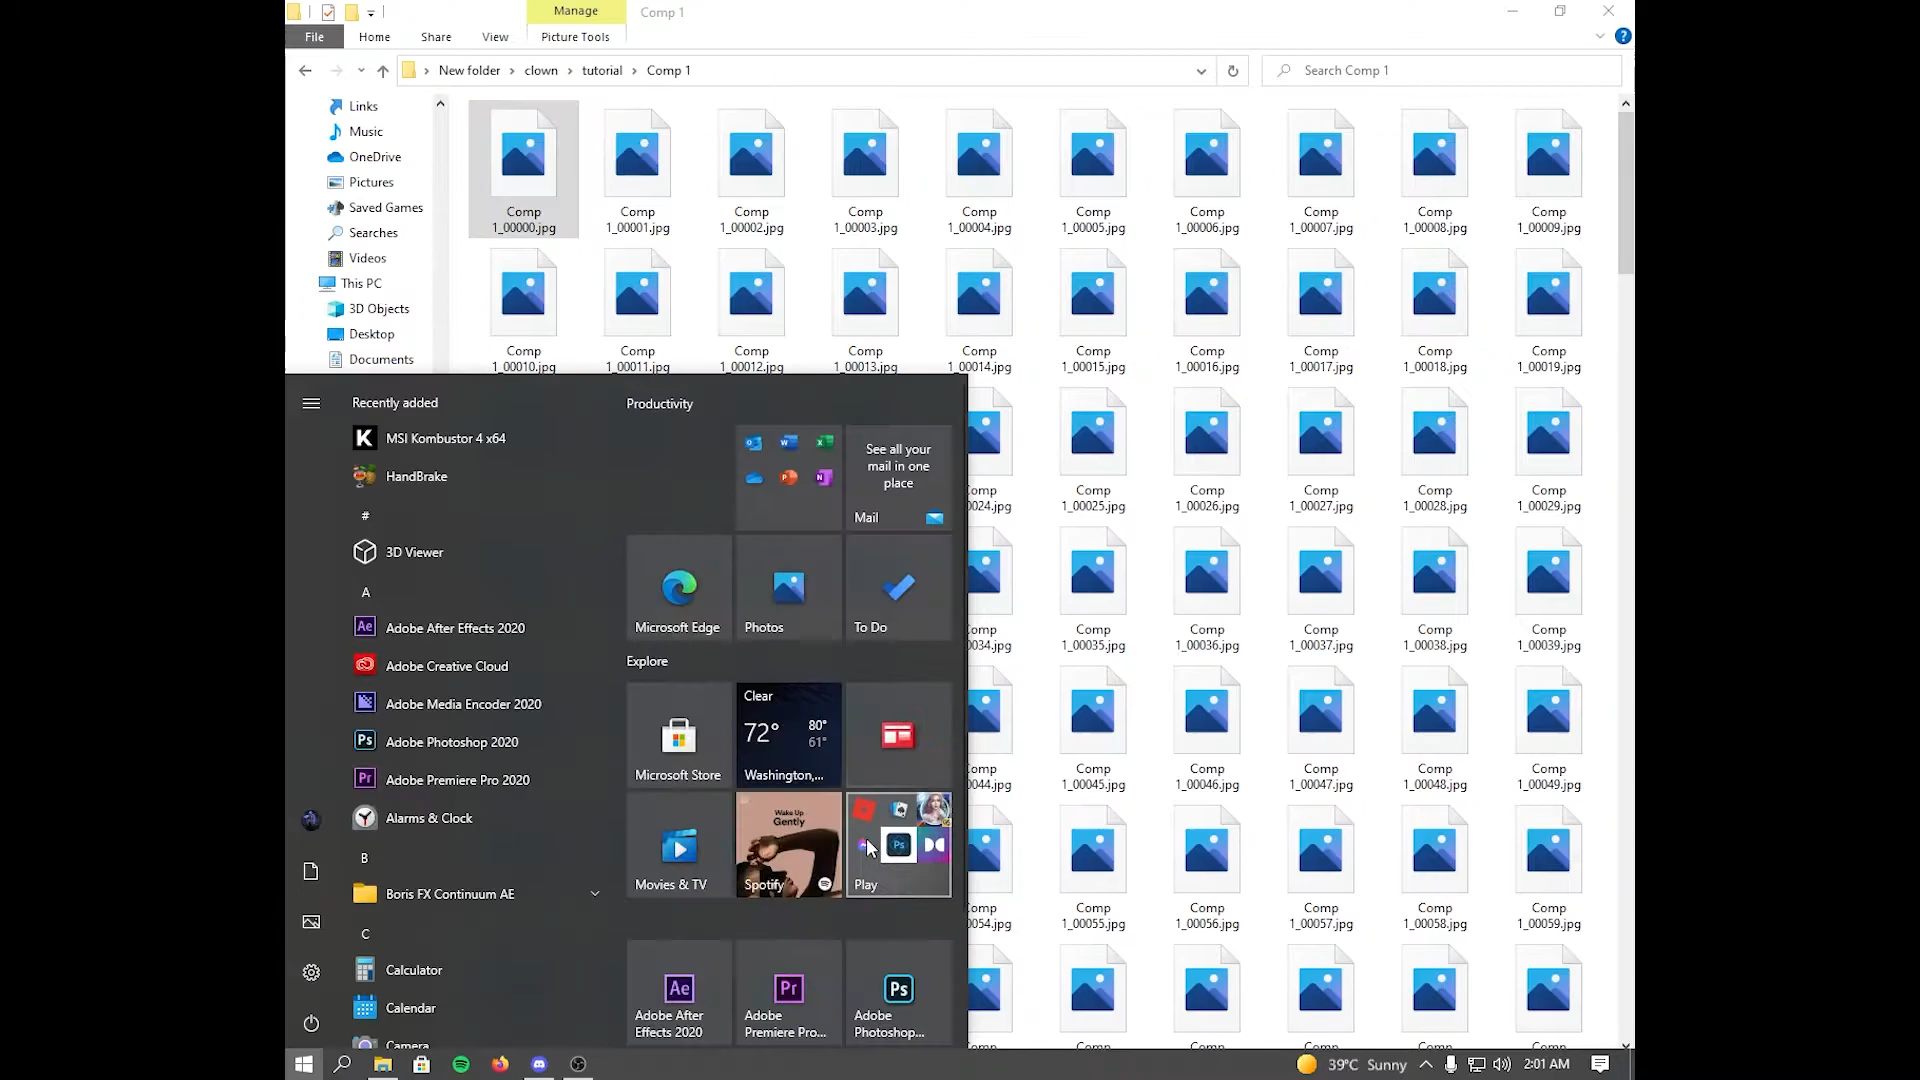 Manage
Comp 1
File
Home
Share
View
Picture Tools
New folder
clown
tutorial
Comp 1
Search Comp 1
Links
Music
OneDrive
Pictures
Saved Games
Searches
Videos
This PC
3D Objects
Desktop
Documents
Comp
1_00000.jpg
Comp
1_00001.jpg
Comp
1_00002.jpg
Comp
1_00003.jpg
Comp
1_00004.jpg
Comp
1_00005.jpg
Comp
1_00006.jpg
Comp
1_00007.jpg
Comp
1_00008.jpg
Comp
1_00009.jpg
Comp
1_00010.jpg
Comp
1_00011.jpg
Comp
1_00012.jpg
Comp
1_00013.jpg
Comp
1_00014.jpg
Comp
1_00015.jpg
Comp
1_00016.jpg
Comp
1_00017.jpg
Comp
1_00018.jpg
Comp
1_00019.jpg
Comp
00024.jpg
Comp
1_00025.jpg
Comp
1_00026.jpg
Comp
1_00027.jpg
Comp
1_00028.jpg
Comp
1_00029.jpg
Comp
00034.jpg
Comp
1_00035.jpg
Comp
1_00036.jpg
Comp
1_00037.jpg
Comp
1_00038.jpg
Comp
1_00039.jpg
Comp
00044.jpg
Comp
1_00045.jpg
Comp
1_00046.jpg
Comp
1_00047.jpg
Comp
1_00048.jpg
Comp
1_00049.jpg
Comp
00054.jpg
Comp
1_00055.jpg
Comp
1_00056.jpg
Comp
1_00057.jpg
Comp
1_00058.jpg
Comp
1_00059.jpg
Recently added
MSI Kombustor 4 x64
HandBrake
#
3D Viewer
A
Adobe After Effects 2020
Adobe Creative Cloud
Adobe Media Encoder 2020
Adobe Photoshop 2020
Adobe Premiere Pro 2020
Alarms & Clock
B
Boris FX Continuum AE
C
Calculator
Calendar
Camera
Productivity
See all your
mail in one
place
Mail
Microsoft Edge
Photos
To Do
Explore
Microsoft Store
Clear
72°
80°
61°
Washington,...
Movies & TV
Wake Up
Gently
Spotify
Ps
Play
Ae
Adobe After
Effects 2020
Pr
Adobe
Premiere Pro...
Ps
Adobe
Photoshop...
39°C Sunny
2:01 AM